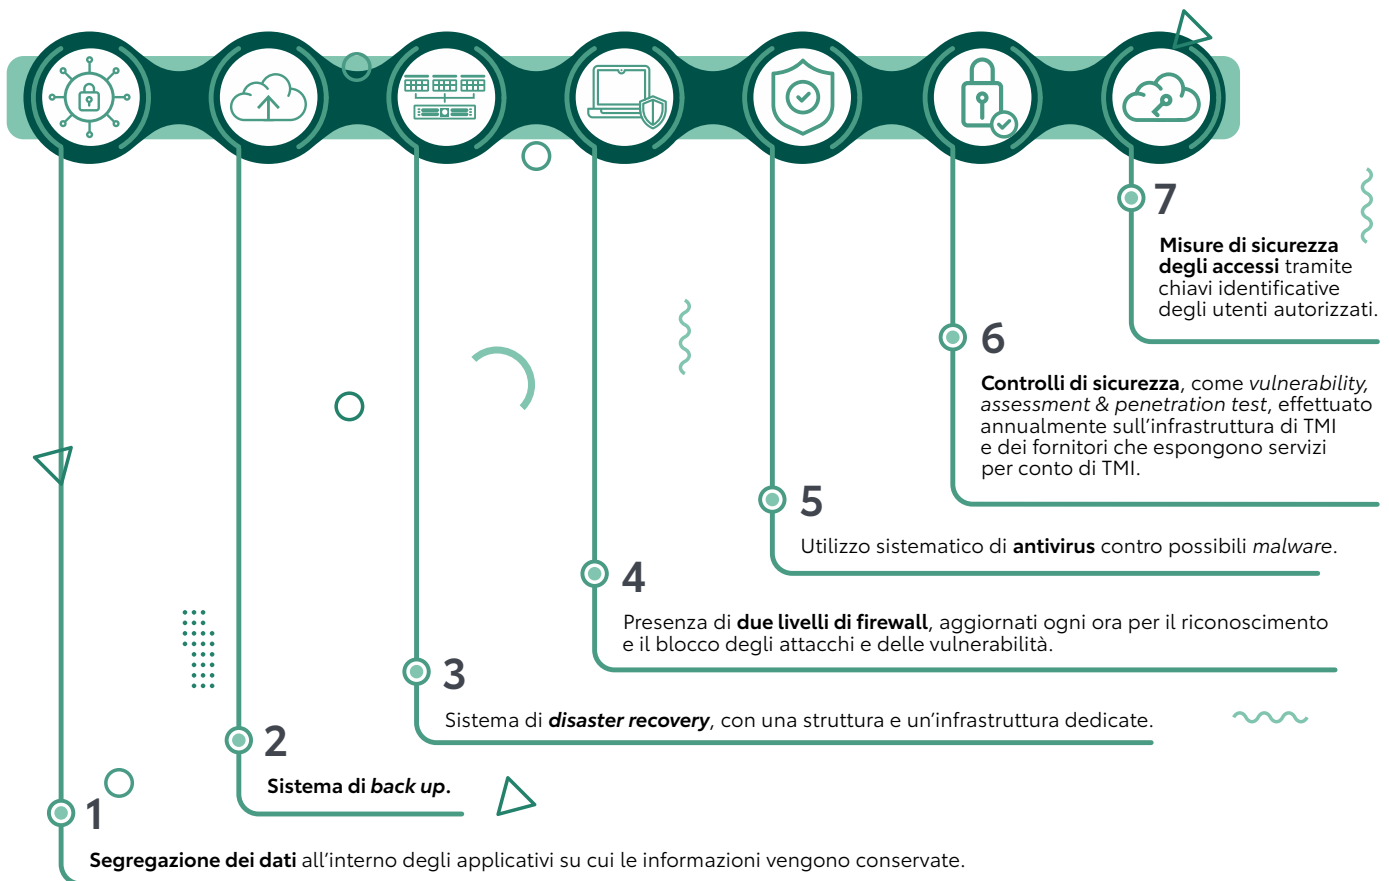 7
Misure di sicurezza
degli accessi tramite
chiavi identificative
degli utenti autorizzati.
6
Controlli di sicurezza, come vulnerability,
assessment & penetration test, effettuato
annualmente sull'infrastruttura di TMI
e dei fornitori che espongono servizi
per conto di TMI.
5
Utilizzo sistematico di antivirus contro possibili malware.
4
Presenza di due livelli di firewall, aggiornati ogni ora per il riconoscimento
e il blocco degli attacchi e delle vulnerabilità.
3
Sistema di disaster recovery, con una struttura e un'infrastruttura dedicate.
2
Sistema di back up.
1
Segregazione dei dati all'interno degli applicativi su cui le informazioni vengono conservate.